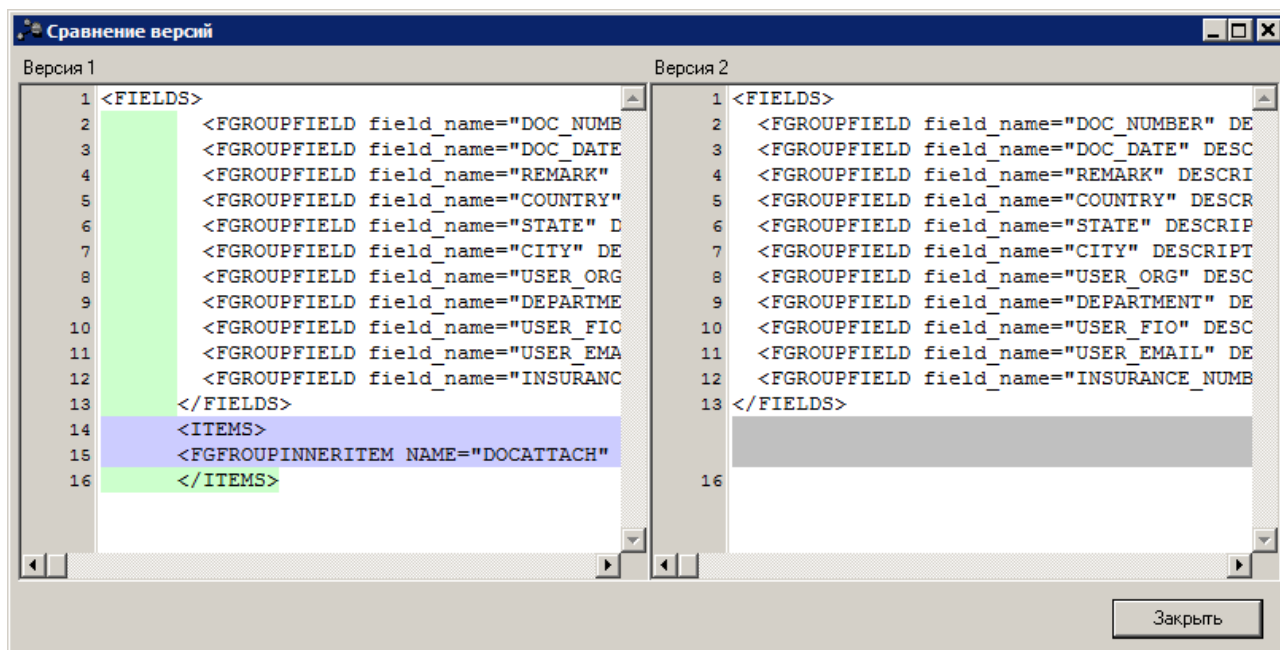 Сравнение версий
Версия 1
1 <FIELDS>
2 <FGROUPFIELD field_name="DOC_NUMB
3 <FGROUPFIELD field_name="DOC_DATE
4 <FGROUPFIELD field_name="REMARK"
5 <FGROUPFIELD field_name="COUNTRY"
6 <FGROUPFIELD field_name="STATE" D
7 <FGROUPFIELD field_name="CITY" DE
8 <FGROUPFIELD field_name="USER_ORG
9 <FGROUPFIELD field_name="DEPARTME
10 <FGROUPFIELD field_name="USER_FIO
11 <FGROUPFIELD field_name="USER_EMA
12 <FGROUPFIELD field_name="INSURANC
13 </FIELDS>
14 <ITEMS>
15 <FGFROUPINNERITEM NAME="DOCATTACH"
16 </ITEMS>
Версия 2
1 <FIELDS>
2 <FGROUPFIELD field_name="DOC_NUMBER" DE
3 <FGROUPFIELD field_name="DOC_DATE" DESC
4 <FGROUPFIELD field_name="REMARK" DESCRI
5 <FGROUPFIELD field_name="COUNTRY" DESCR
6 <FGROUPFIELD field_name="STATE" DESCRIP
7 <FGROUPFIELD field_name="CITY" DESCRIPT
8 <FGROUPFIELD field_name="USER_ORG" DESC
9 <FGROUPFIELD field_name="DEPARTMENT" DE
10 <FGROUPFIELD field_name="USER_FIO" DESC
11 <FGROUPFIELD field_name="USER_EMAIL" DE
12 <FGROUPFIELD field_name="INSURANCE_NUMB
13 </FIELDS>
16
Закрыть